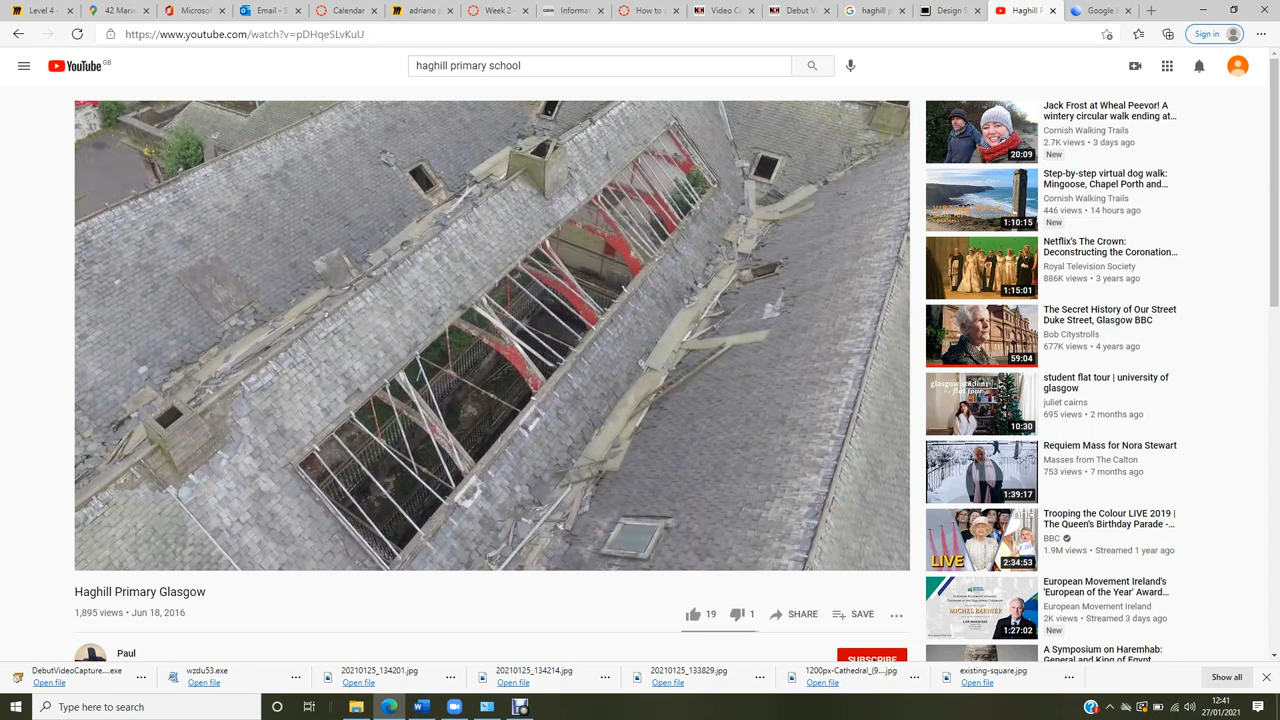 Level 4 -
42 Marw
Microsof
Email – S
Calendar
adriana p
Week 2-
Informat
How to a
Video Ca
Debut Vi
haghill p
Design S
Haghill P
Google E
https://www.youtube.com/watch?v=pDHqeSLvKuU
Sign in
YouTube GB
haghill primary school
Jack Frost at Wheal Peevor! A
wintery circular walk ending at...
Cornish Walking Trails
2.7K views • 3 days ago
New
20:09
Step-by-step virtual dog walk:
Mingoose, Chapel Porth and...
Cornish Walking Trails
446 views • 14 hours ago
New
1:10:15
Netflix's The Crown:
Deconstructing the Coronation...
Royal Television Society
886K views • 3 years ago
1:15:01
The Secret History of Our Street
Duke Street, Glasgow BBC
Bob Citystrolls
677K views • 4 years ago
59:04
glasgow student
flat tour
student flat tour | university of
glasgow
juliet cairns
695 views • 2 months ago
10:30
Requiem Mass for Nora Stewart
Masses from The Calton
753 views • 7 months ago
1:39:17
Trooping the Colour LIVE 2019 |
The Queen's Birthday Parade -...
BBC
1.9M views • Streamed 1 year ago
LIVE
2:34:53
European Movement Ireland's
'European of the Year' Award...
European Movement Ireland
2K views • Streamed 3 days ago
New
MICHEL BARNIER
1:27:02
A Symposium on Haremhab:
General and King of Egypt
Haghill Primary Glasgow
1,895 views • Jun 18, 2016
19
1
SHARE
SAVE
Paul
SUBSCRIBE
DebutVideoCapture....exe
Open file
wzipu53.exe
Open file
20210125_134201.jpg
Open file
20210125_134214.jpg
Open file
20210125_133829.jpg
Open file
1200px-Cathedral_(9....jpg
Open file
existing-square.jpg
Open file
Show all
Type here to search
12:41
27/01/2021